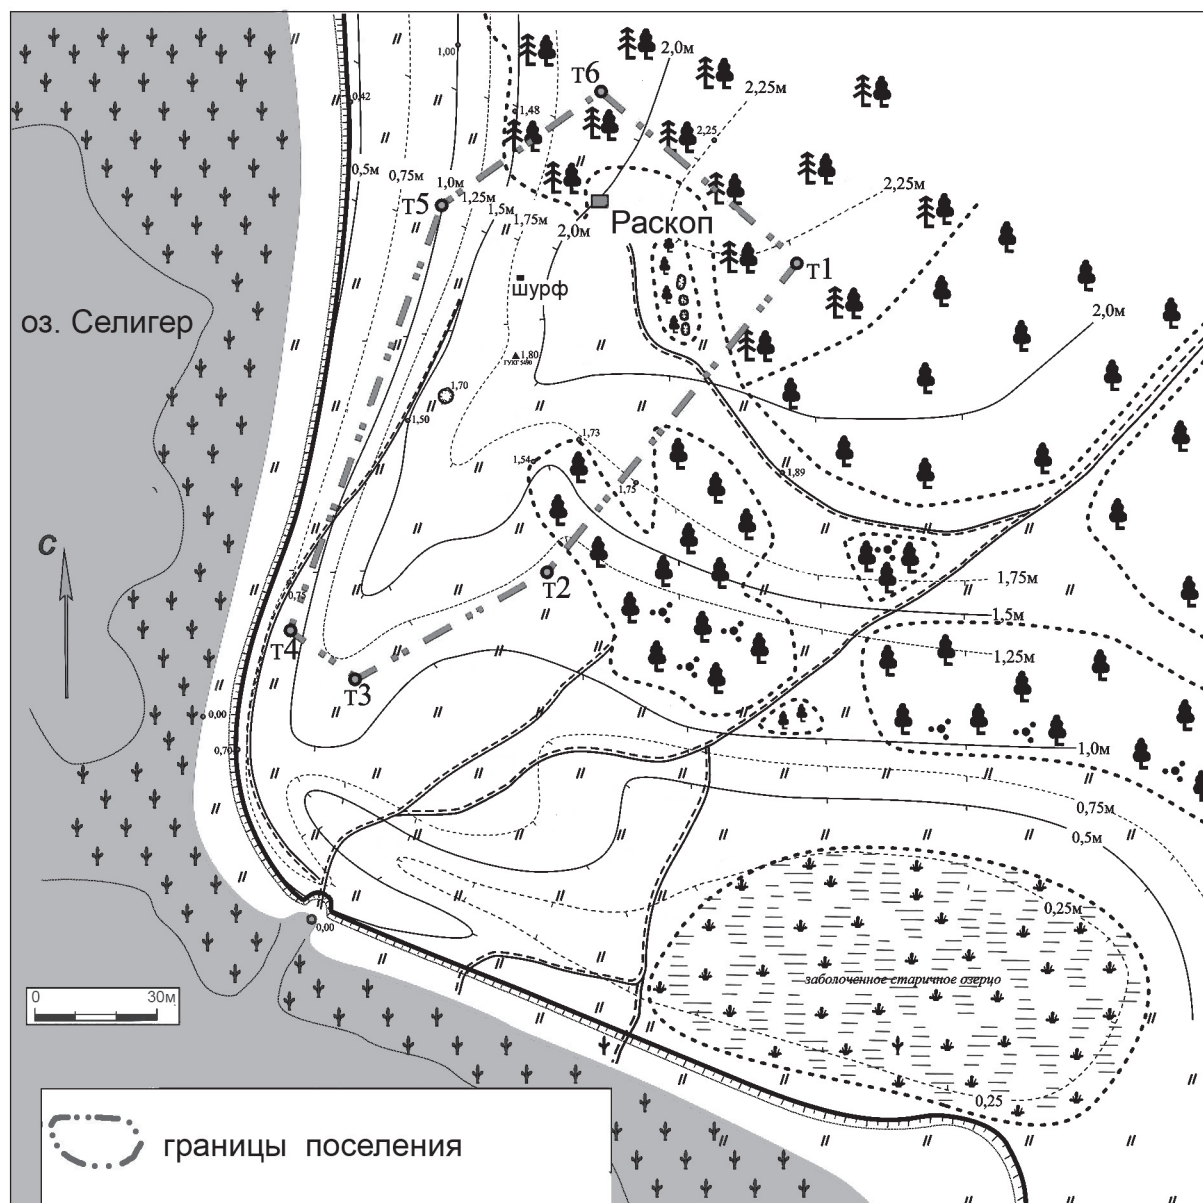 1,00
2,0м
т6
2,25м
0,42
1,48
2,25
0,5м
0,75м
1,0м
1,25м
1,5м
1,75м
2,25м
т5
2,0м
Раскоп
т1
шурф
оз. Селигер
2,0м
1,80
ГУКГ 5490
1,70
1,50
1,73
1,54
1,75
1,89
С
т2
1,75м
0,75
1,5м
т4
1,25м
т3
0,00
0,70
1,0м
0,75м
0,5м
0,25м
0,00
заболоченное старичное озерцо
0 30м
0,25
границы поселения